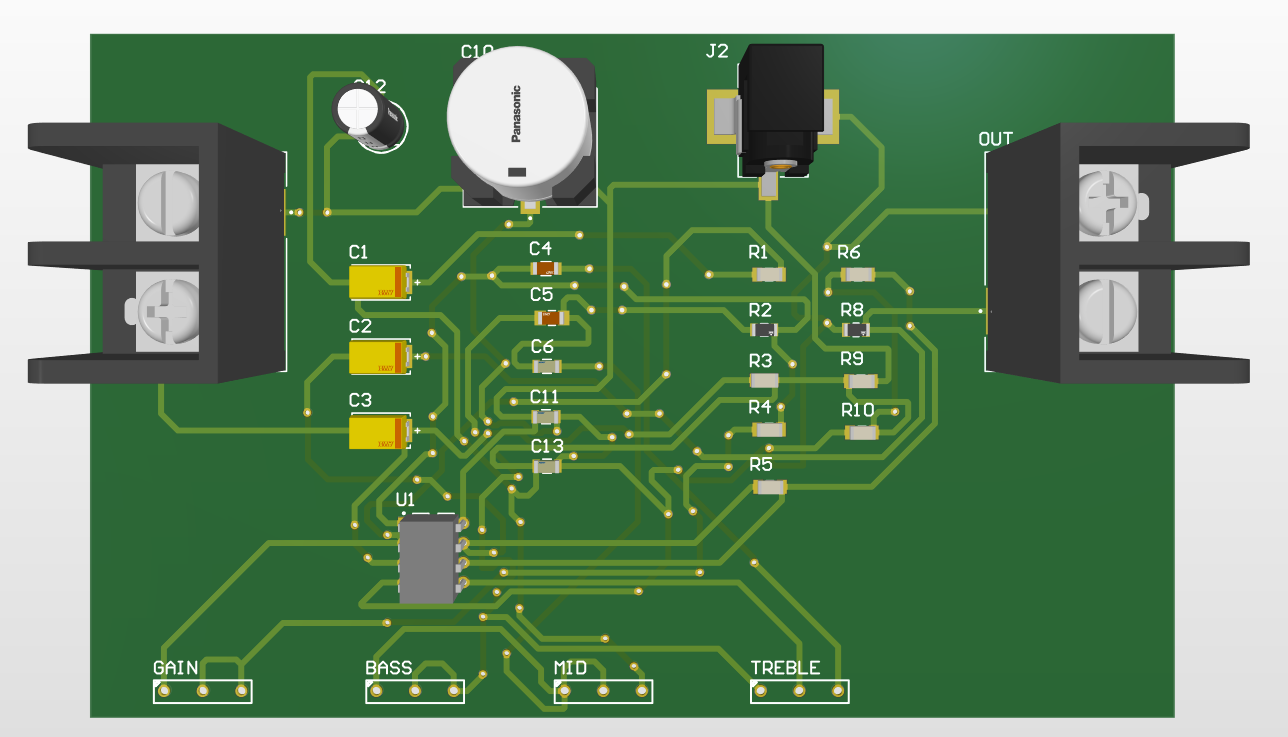 C10
J2
C12
Panasonic
OUT
C1
C4
R1
R6
C5
C2
R2
R8
C6
R3
R9
C3
C11
R4
R10
C13
R5
U1
GAIN
BASS
MID
TREBLE